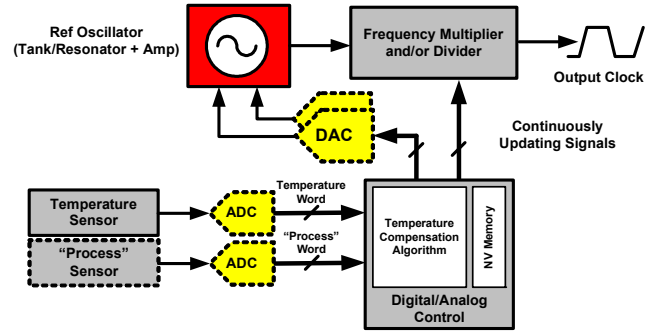 Ref Oscillator
(Tank/Resonator + Amp)
Frequency Multiplier
and/or Divider
Output Clock
DAC
Continuously
Updating Signals
Temperature
Sensor
ADC
Temperature
Word
"Process"
Sensor
ADC
"Process"
Word
Temperature
Compensation
Algorithm
NV Memory
Digital/Analog
Control